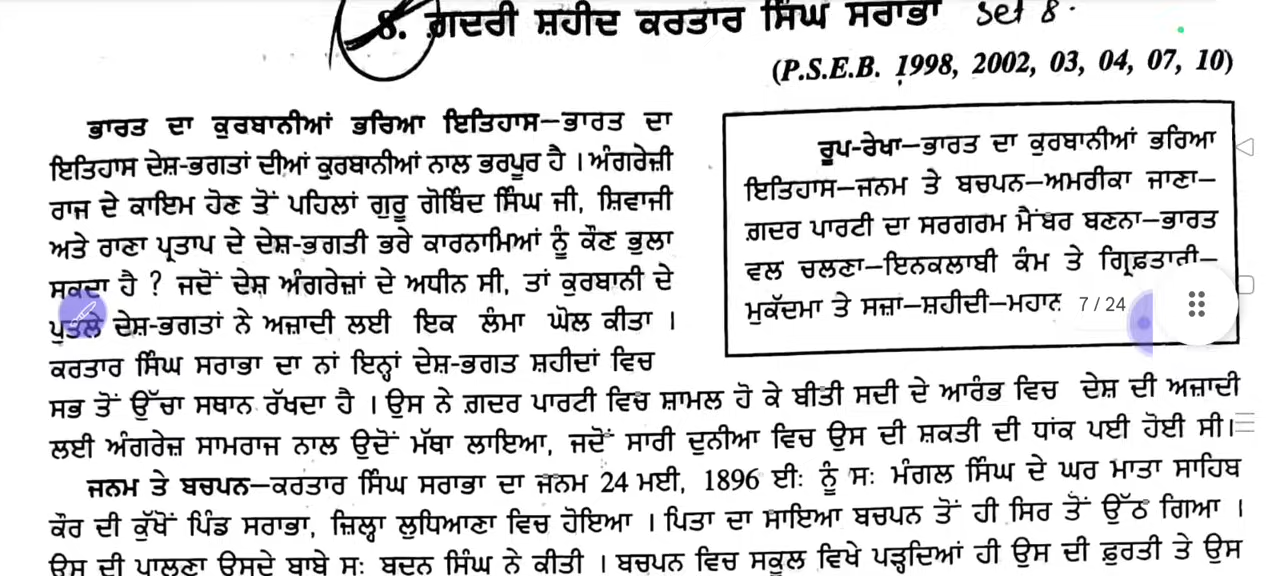 8. ਗ਼ਦਰੀ ਸ਼ਹੀਦ ਕਰਤਾਰ ਸਿੰਘ ਸਰਾਭਾ set 8.
(P.S.E.B. 1998, 2002, 03, 04, 07, 10)
ਭਾਰਤ ਦਾ ਕੁਰਬਾਨੀਆਂ ਭਰਿਆ ਇਤਿਹਾਸ—ਭਾਰਤ ਦਾ
ਇਤਿਹਾਸ ਦੇਸ਼-ਭਗਤਾਂ ਦੀਆਂ ਕੁਰਬਾਨੀਆਂ ਨਾਲ ਭਰਪੂਰ ਹੈ । ਅੰਗਰੇਜ਼ੀ
ਰਾਜ ਦੇ ਕਾਇਮ ਹੋਣ ਤੋਂ ਪਹਿਲਾਂ ਗੁਰੂ ਗੋਬਿੰਦ ਸਿੰਘ ਜੀ, ਸ਼ਿਵਾਜੀ
ਅਤੇ ਰਾਣਾ ਪ੍ਰਤਾਪ ਦੇ ਦੇਸ਼-ਭਗਤੀ ਭਰੇ ਕਾਰਨਾਮਿਆਂ ਨੂੰ ਕੌਣ ਭੁਲਾ
ਸਕਦਾ ਹੈ ? ਜਦੋਂ ਦੇਸ਼ ਅੰਗਰੇਜ਼ਾਂ ਦੇ ਅਧੀਨ ਸੀ, ਤਾਂ ਕੁਰਬਾਨੀ ਦੇ
ਪੁਤਲੇ ਦੇਸ਼-ਭਗਤਾਂ ਨੇ ਅਜ਼ਾਦੀ ਲਈ ਇਕ ਲੰਮਾ ਘੋਲ ਕੀਤਾ ।
ਕਰਤਾਰ ਸਿੰਘ ਸਰਾਭਾ ਦਾ ਨਾਂ ਇਨ੍ਹਾਂ ਦੇਸ਼-ਭਗਤ ਸ਼ਹੀਦਾਂ ਵਿਚ
ਰੂਪ-ਰੇਖਾ—ਭਾਰਤ ਦਾ ਕੁਰਬਾਨੀਆਂ ਭਰਿਆ
ਇਤਿਹਾਸ—ਜਨਮ ਤੇ ਬਚਪਨ—ਅਮਰੀਕਾ ਜਾਣਾ—
ਗ਼ਦਰ ਪਾਰਟੀ ਦਾ ਸਰਗਰਮ ਮੈਂਬਰ ਬਣਨਾ—ਭਾਰਤ
ਵਲ ਚਲਣਾ—ਇਨਕਲਾਬੀ ਕੰਮ ਤੇ ਗ੍ਰਿਫ਼ਤਾਰੀ—
ਮੁਕੱਦਮਾ ਤੇ ਸਜ਼ਾ—ਸ਼ਹੀਦੀ—ਮਹਾਨ 7 / 24
ਸਭ ਤੋਂ ਉੱਚਾ ਸਥਾਨ ਰੱਖਦਾ ਹੈ । ਉਸ ਨੇ ਗ਼ਦਰ ਪਾਰਟੀ ਵਿਚ ਸ਼ਾਮਲ ਹੋ ਕੇ ਬੀਤੀ ਸਦੀ ਦੇ ਆਰੰਭ ਵਿਚ ਦੇਸ਼ ਦੀ ਅਜ਼ਾਦੀ
ਲਈ ਅੰਗਰੇਜ਼ ਸਾਮਰਾਜ ਨਾਲ ਉਦੋਂ ਮੱਥਾ ਲਾਇਆ, ਜਦੋਂ ਸਾਰੀ ਦੁਨੀਆ ਵਿਚ ਉਸ ਦੀ ਸ਼ਕਤੀ ਦੀ ਧਾਂਕ ਪਈ ਹੋਈ ਸੀ।
ਜਨਮ ਤੇ ਬਚਪਨ—ਕਰਤਾਰ ਸਿੰਘ ਸਰਾਭਾ ਦਾ ਜਨਮ 24 ਮਈ, 1896 ਈ: ਨੂੰ ਸ: ਮੰਗਲ ਸਿੰਘ ਦੇ ਘਰ ਮਾਤਾ ਸਾਹਿਬ
ਕੌਰ ਦੀ ਕੁੱਖੋਂ ਪਿੰਡ ਸਰਾਭਾ, ਜ਼ਿਲ੍ਹਾ ਲੁਧਿਆਣਾ ਵਿਚ ਹੋਇਆ । ਪਿਤਾ ਦਾ ਸਾਇਆ ਬਚਪਨ ਤੋਂ ਹੀ ਸਿਰ ਤੋਂ ਉੱਠ ਗਿਆ ।
ਉਸ ਦੀ ਪਾਲਣਾ ਉਸਦੇ ਬਾਬੇ ਸ: ਬਦਨ ਸਿੰਘ ਨੇ ਕੀਤੀ । ਬਚਪਨ ਵਿਚ ਸਕੂਲ ਵਿਖੇ ਪੜ੍ਹਦਿਆਂ ਹੀ ਉਸ ਦੀ ਫ਼ੁਰਤੀ ਤੇ ਉਸ